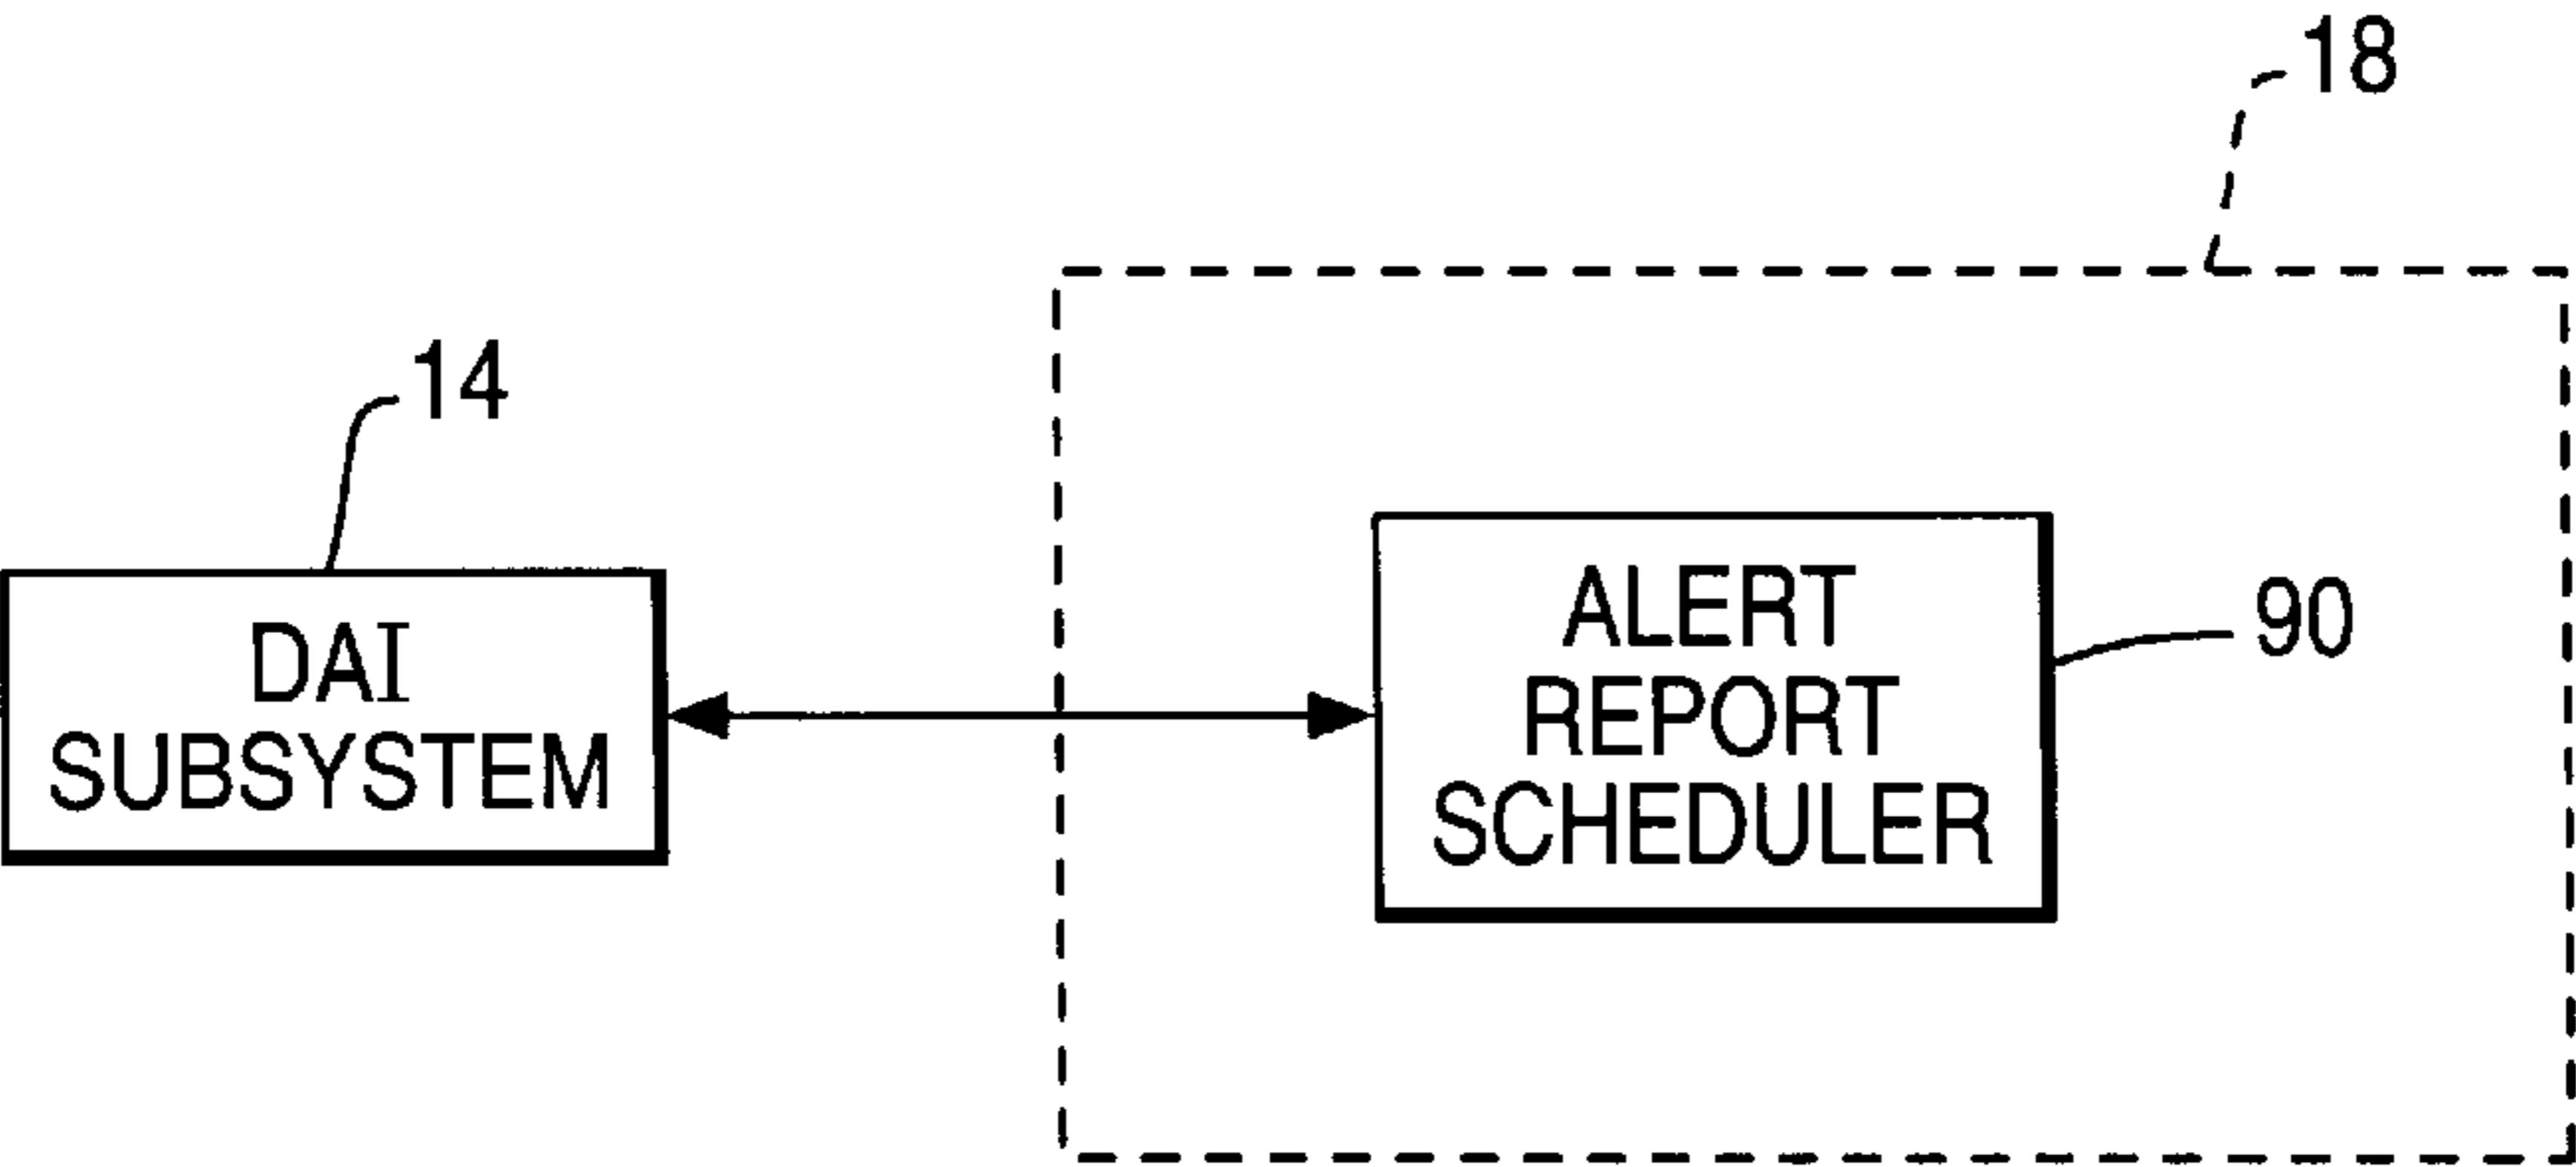 18
14
DAI
SUBSYSTEM
ALERT
REPORT
SCHEDULER
90